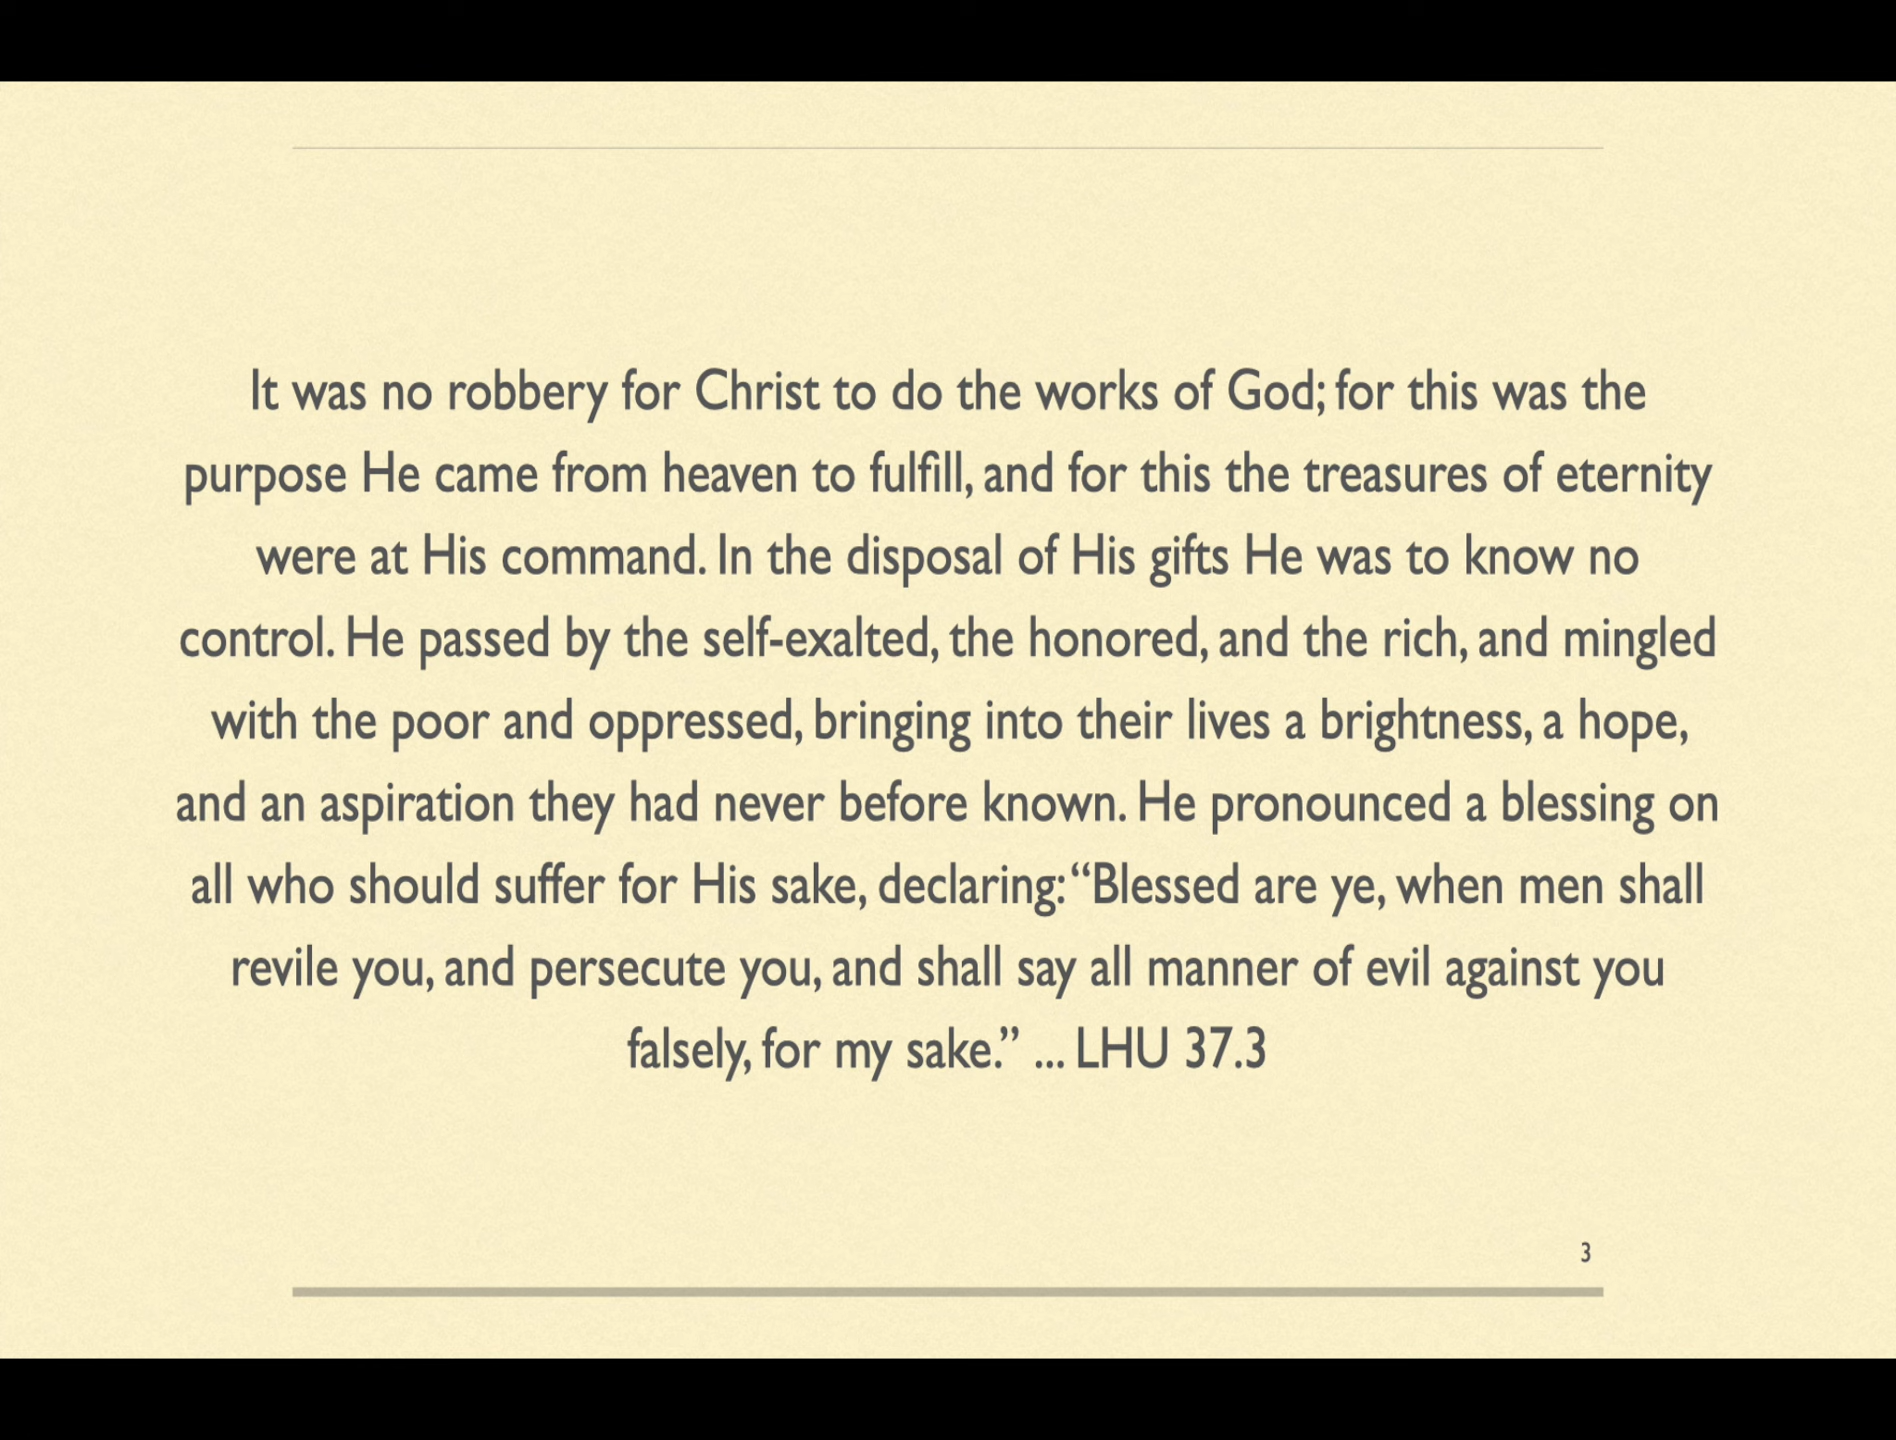 It was no robbery for Christ to do the works of God; for this was the
purpose He came from heaven to fulfill, and for this the treasures of eternity
were at His command. In the disposal of His gifts He was to know no
control. He passed by the self-exalted, the honored, and the rich, and mingled
with the poor and oppressed, bringing into their lives a brightness, a hope,
and an aspiration they had never before known. He pronounced a blessing on
all who should suffer for His sake, declaring: “Blessed are ye, when men shall
revile you, and persecute you, and shall say all manner of evil against you
falsely, for my sake.” ... LHU 37.3
3